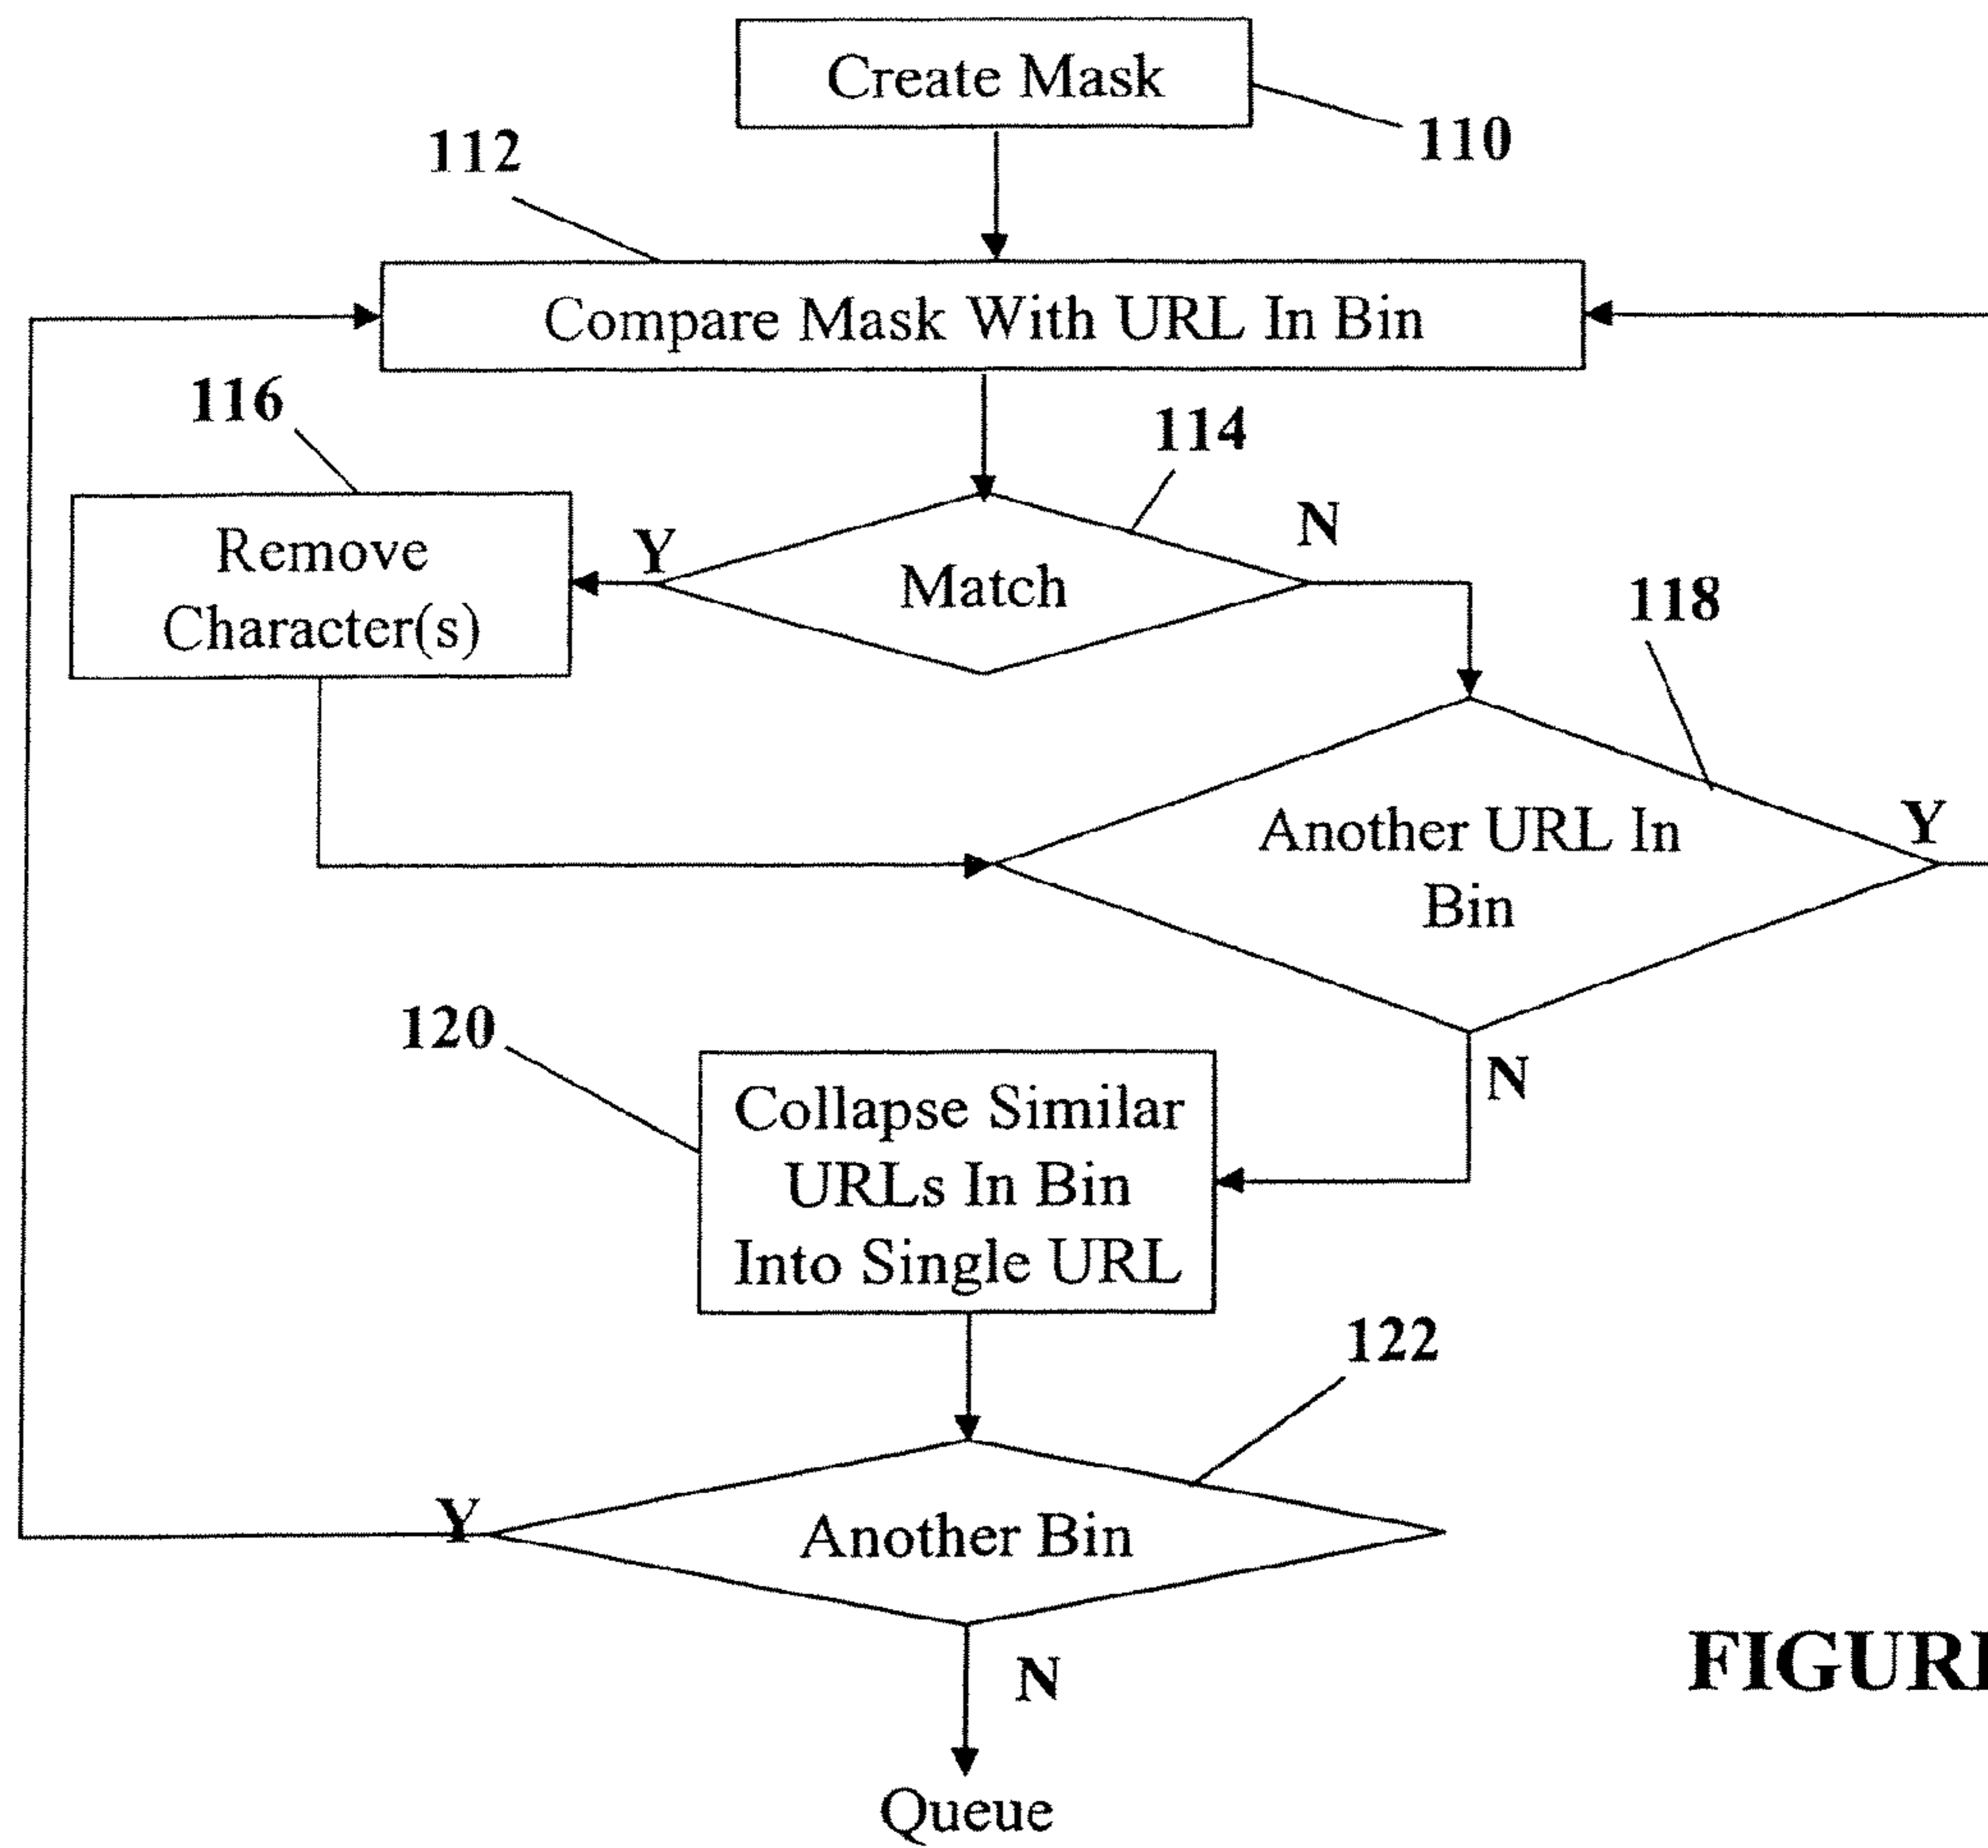 Create Mask
110
112
Compare Mask With URL In Bin
116
114
Remove
Character(s)
Y
Match
N
118
Another URL In
Bin
Y
N
120
Collapse Similar
URLs In Bin
Into Single URL
122
Y
Another Bin
N
Queue